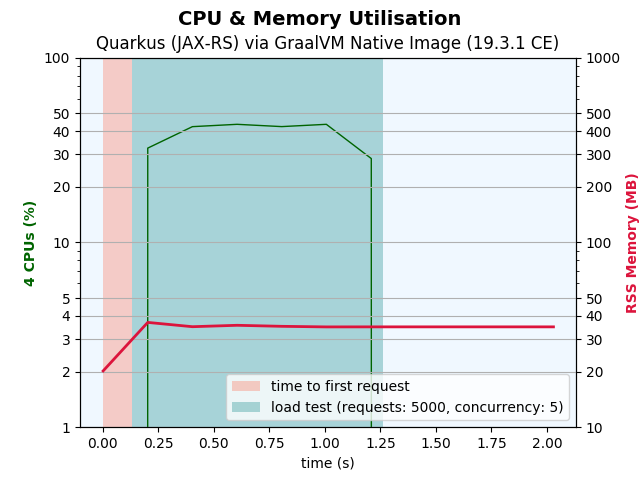 CPU & Memory Utilisation
Quarkus (JAX-RS) via GraalVM Native Image (19.3.1 CE)
100
50
40
30
20
10
5
4
3
2
1
4 CPUs (%)
1000
500
400
300
200
100
50
40
30
20
10
RSS Memory (MB)
time to first request
load test (requests: 5000, concurrency: 5)
0.00 0.25 0.50 0.75 1.00 1.25 1.50 1.75 2.00
time (s)